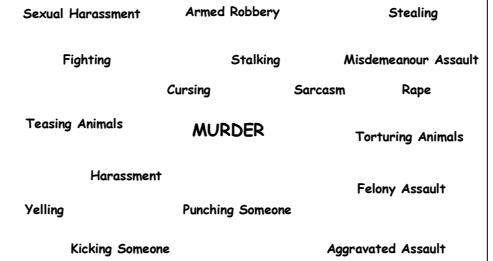 Sexual Harassment
Armed Robbery
Stealing
Fighting
Stalking
Misdemeanour Assault
Cursing
Sarcasm
Rape
Teasing Animals
MURDER
Torturing Animals
Harassment
Felony Assault
Yelling
Punching Someone
Kicking Someone
Aggravated Assault